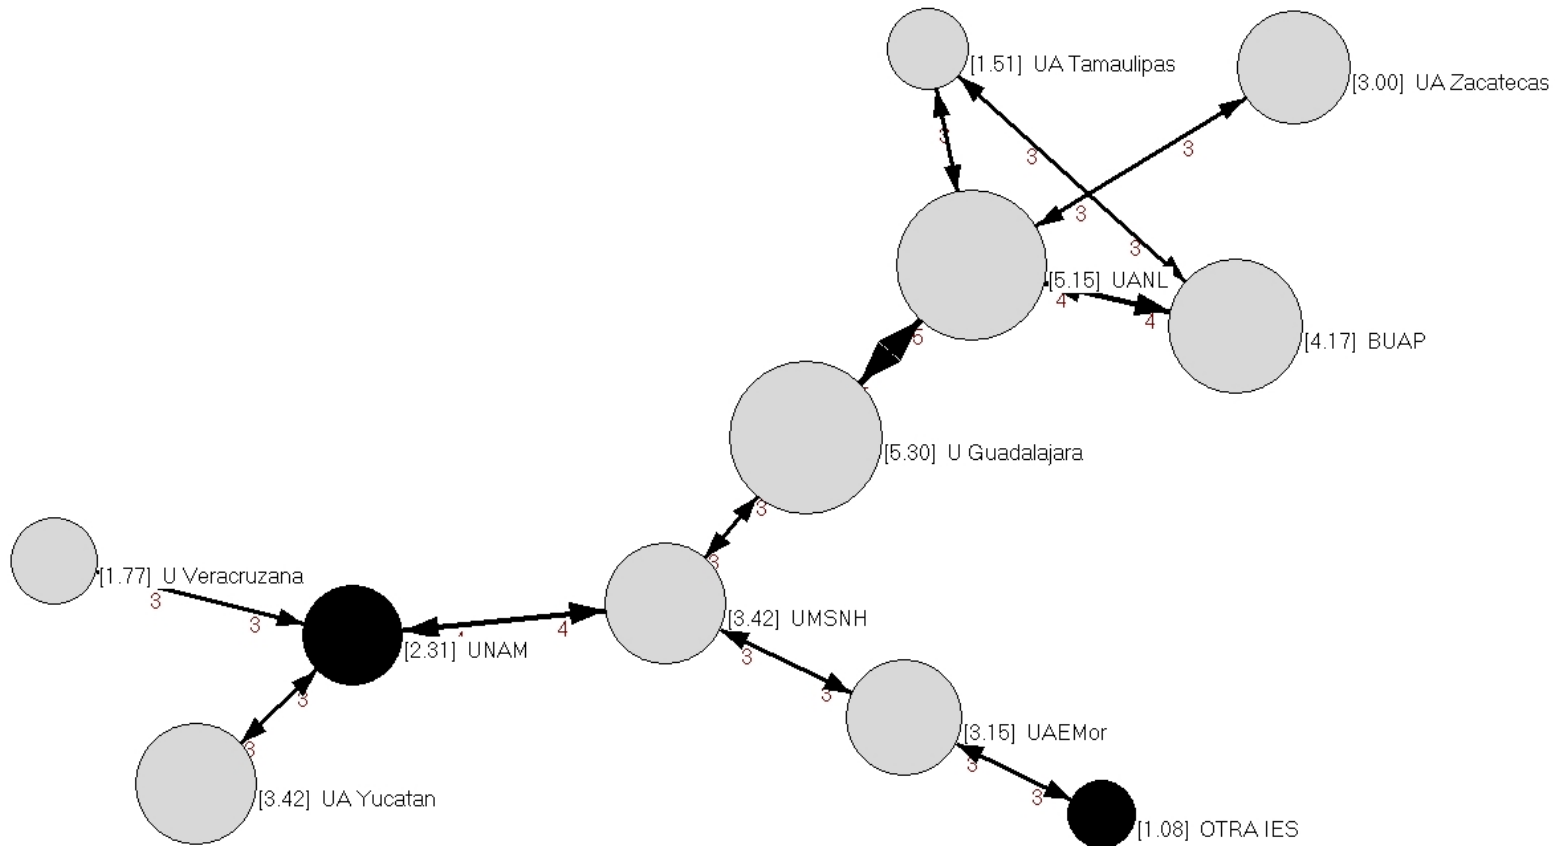 [1.51] UA Tamaulipas
[3.00] UA Zacatecas
3
3
3
3
3
[5.15] UANL
3
4
4
[4.17] BUAP
5
[5.30] U Guadalajara
3
3
[1.77] U Veracruzana
3
3
4
[3.42] UMSNH
[2.31] UNAM
3
3
3
3
[3.15] UAEMor
3
3
[3.42] UA Yucatan
[1.08] OTRA IES